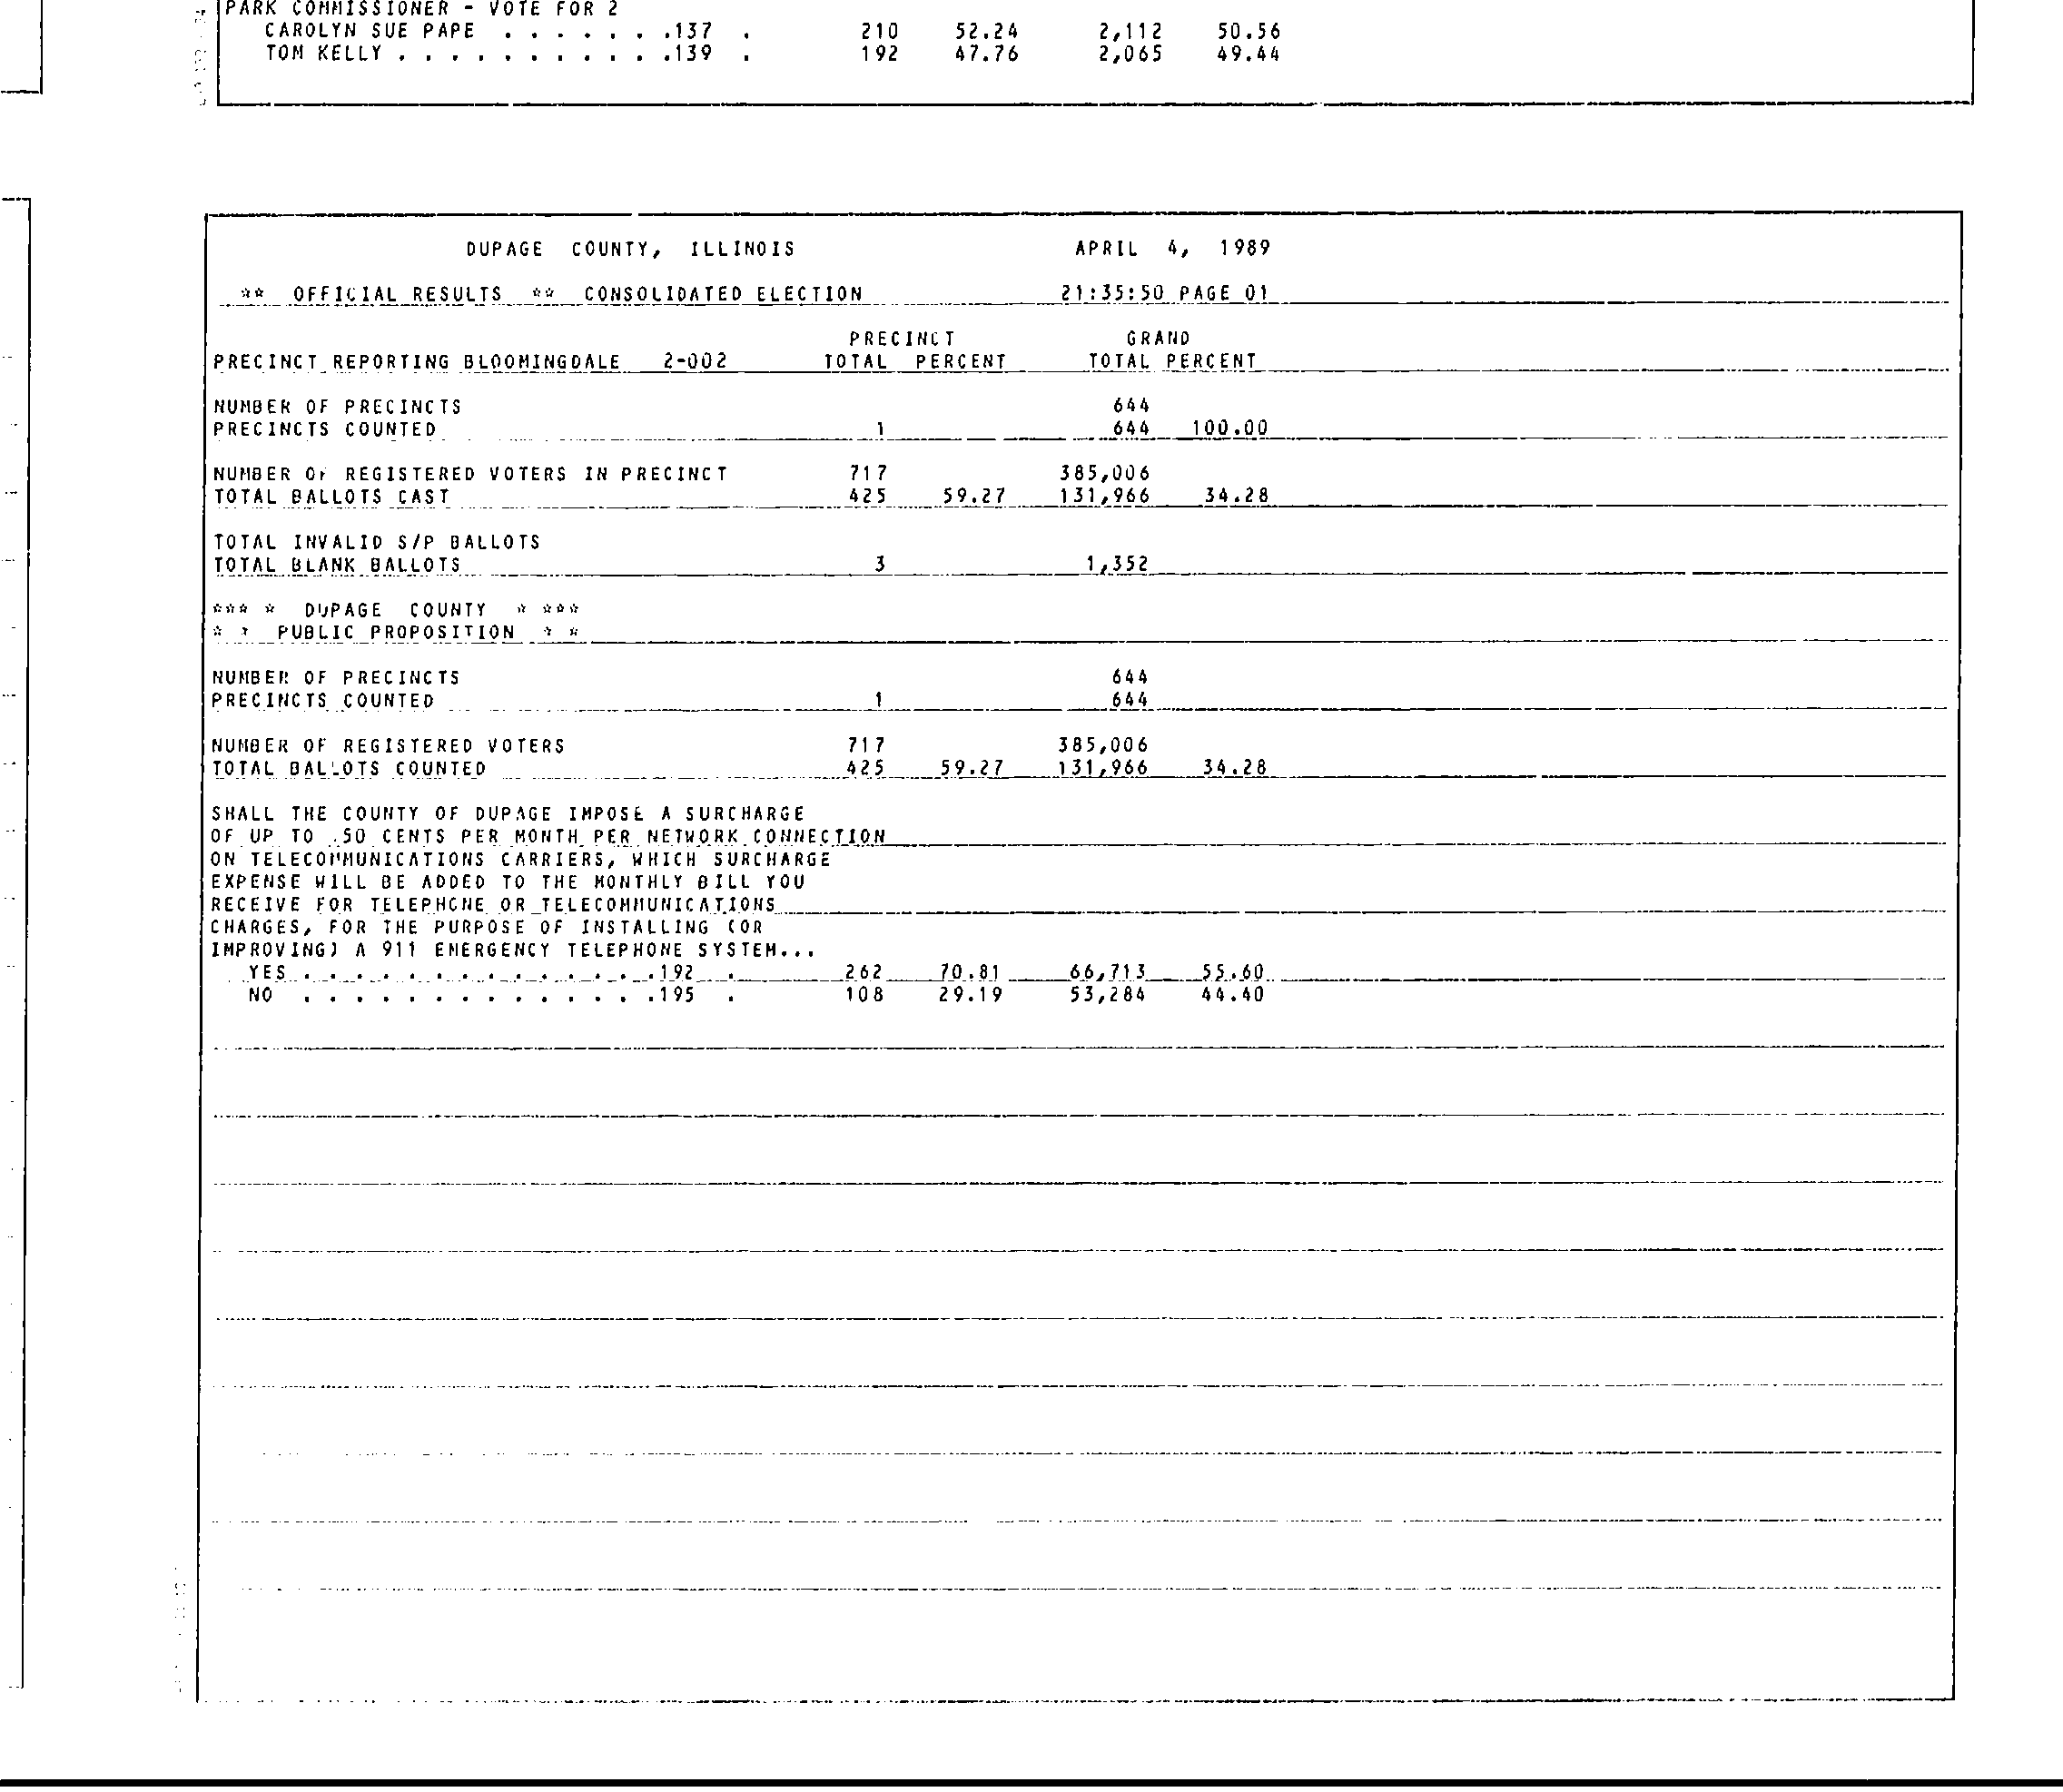 PARK COMMISSIONER - VOTE FOR 2
CAROLYN SUE PAPE . . . . . . .137 . 210 52.24 2,112 50.56
TOM KELLY . . . . . . . . . . .139 . 192 47.76 2,065 49.44
DUPAGE COUNTY, ILLINOIS APRIL 4, 1989
** OFFICIAL RESULTS ** CONSOLIDATED ELECTION 21:35:50 PAGE 01
PRECINCT GRAND
PRECINCT REPORTING BLOOMINGDALE 2-002 TOTAL PERCENT TOTAL PERCENT
NUMBER OF PRECINCTS 644
PRECINCTS COUNTED 1 644 100.00
NUMBER OF REGISTERED VOTERS IN PRECINCT 717 385,006
TOTAL BALLOTS CAST 425 59.27 131,966 34.28
TOTAL INVALID S/P BALLOTS
TOTAL BLANK BALLOTS 3 1,352
*** * DUPAGE COUNTY * ***
* * PUBLIC PROPOSITION * *
NUMBER OF PRECINCTS 644
PRECINCTS COUNTED 1 644
NUMBER OF REGISTERED VOTERS 717 385,006
TOTAL BALLOTS COUNTED 425 59.27 131,966 34.28
SHALL THE COUNTY OF DUPAGE IMPOSE A SURCHARGE
OF UP TO .50 CENTS PER MONTH PER NETWORK CONNECTION
ON TELECOMMUNICATIONS CARRIERS, WHICH SURCHARGE
EXPENSE WILL BE ADDED TO THE MONTHLY BILL YOU
RECEIVE FOR TELEPHONE OR TELECOMMUNICATIONS
CHARGES, FOR THE PURPOSE OF INSTALLING (OR
IMPROVING) A 911 EMERGENCY TELEPHONE SYSTEM...
YES . . . . . . . . . . . . . .192 . 262 70.81 66,713 55.60
NO . . . . . . . . . . . . . .195 . 108 29.19 53,284 44.40